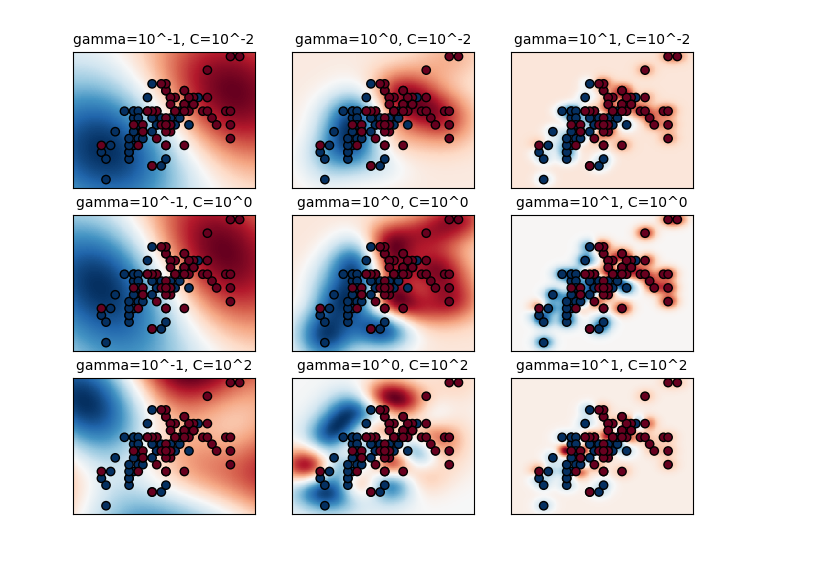 gamma=10^-1, C=10^-2
gamma=10^0, C=10^-2
gamma=10^1, C=10^-2
gamma=10^-1, C=10^0
gamma=10^0, C=10^0
gamma=10^1, C=10^0
gamma=10^-1, C=10^2
gamma=10^0, C=10^2
gamma=10^1, C=10^2